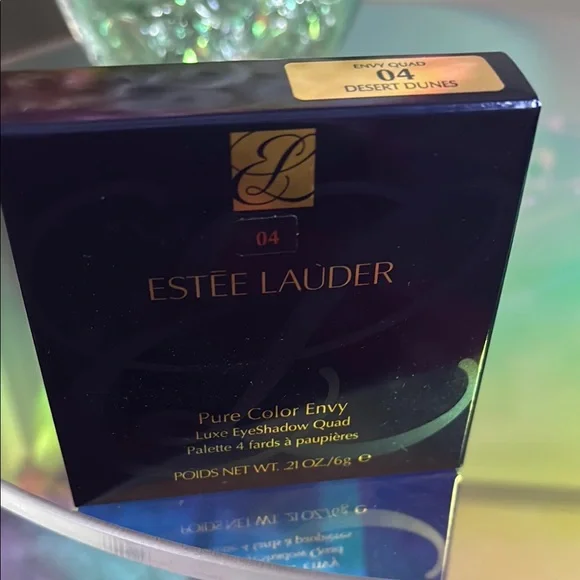 ENVY QUAD
04
DESERT DUNES
EL
04
ESTĒE LAUDER
Pure Color Envy
Luxe EyeShadow Quad
Palette 4 fards à paupières
POIDS NET WT. .21 OZ./6g e